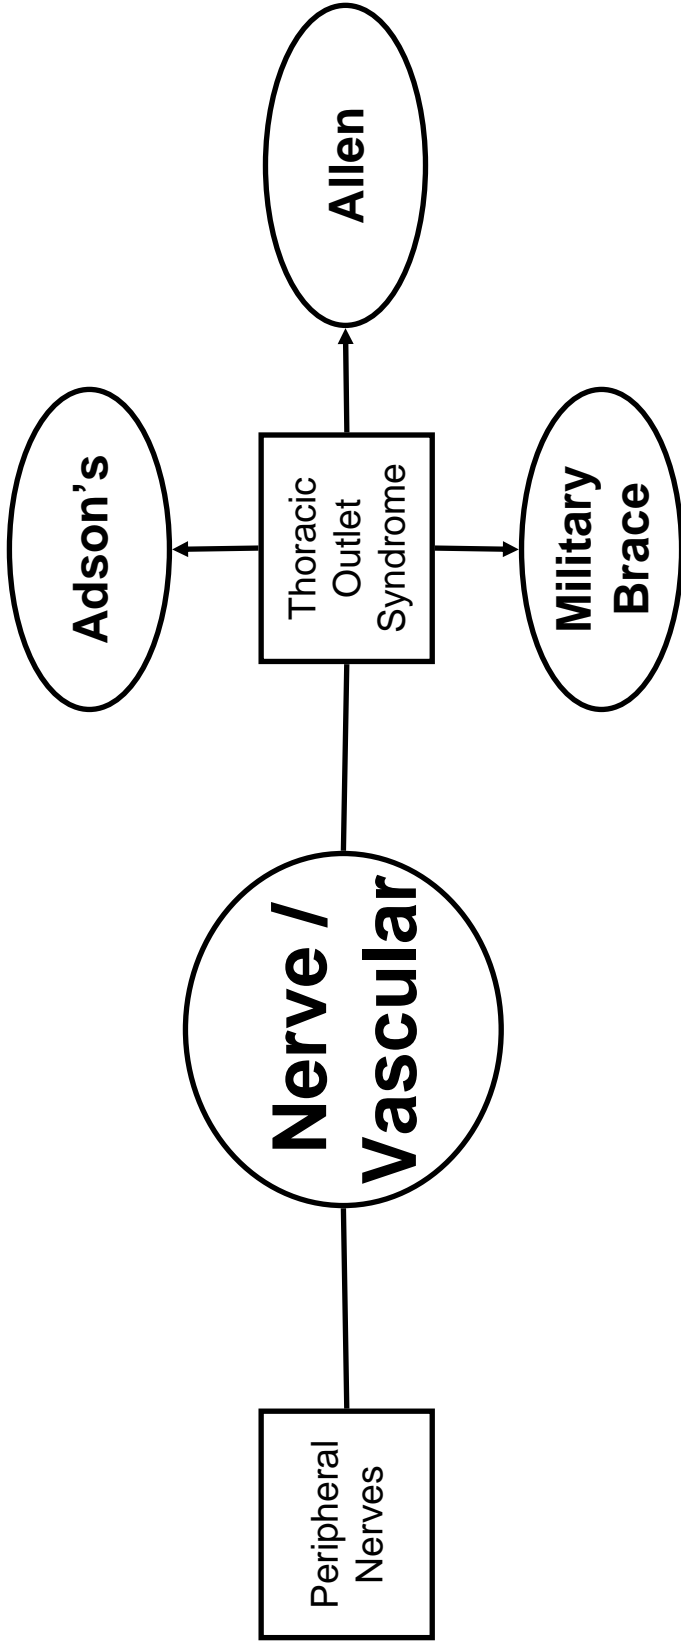 Adson’s
Peripheral
Nerves
Nerve /
Vascular
Thoracic
Outlet
Syndrome
Allen
Military
Brace